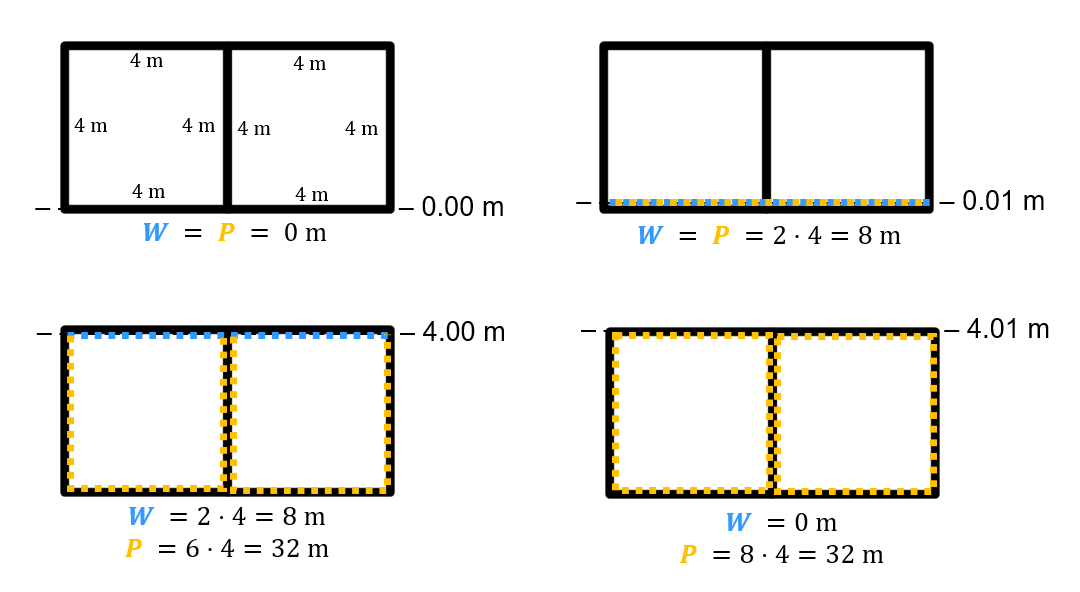 4 m
4 m
4 m
4 m
4 m
4 m
4 m
4 m
– 0.00 m
W = P = 0 m
– 0.01 m
W = P = 2 · 4 = 8 m
– 4.00 m
W = 2 · 4 = 8 m
P = 6 · 4 = 32 m
– 4.01 m
W = 0 m
P = 8 · 4 = 32 m